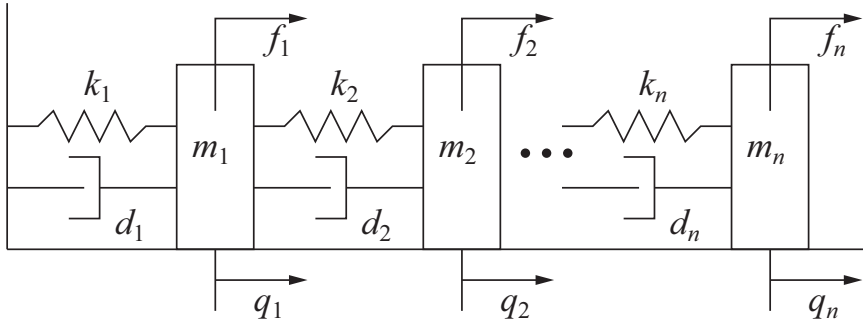 f₁ f₂ fₙ
k₁ k₂ kₙ
m₁ m₂ ••• mₙ
d₁ d₂ dₙ
q₁ q₂ qₙ